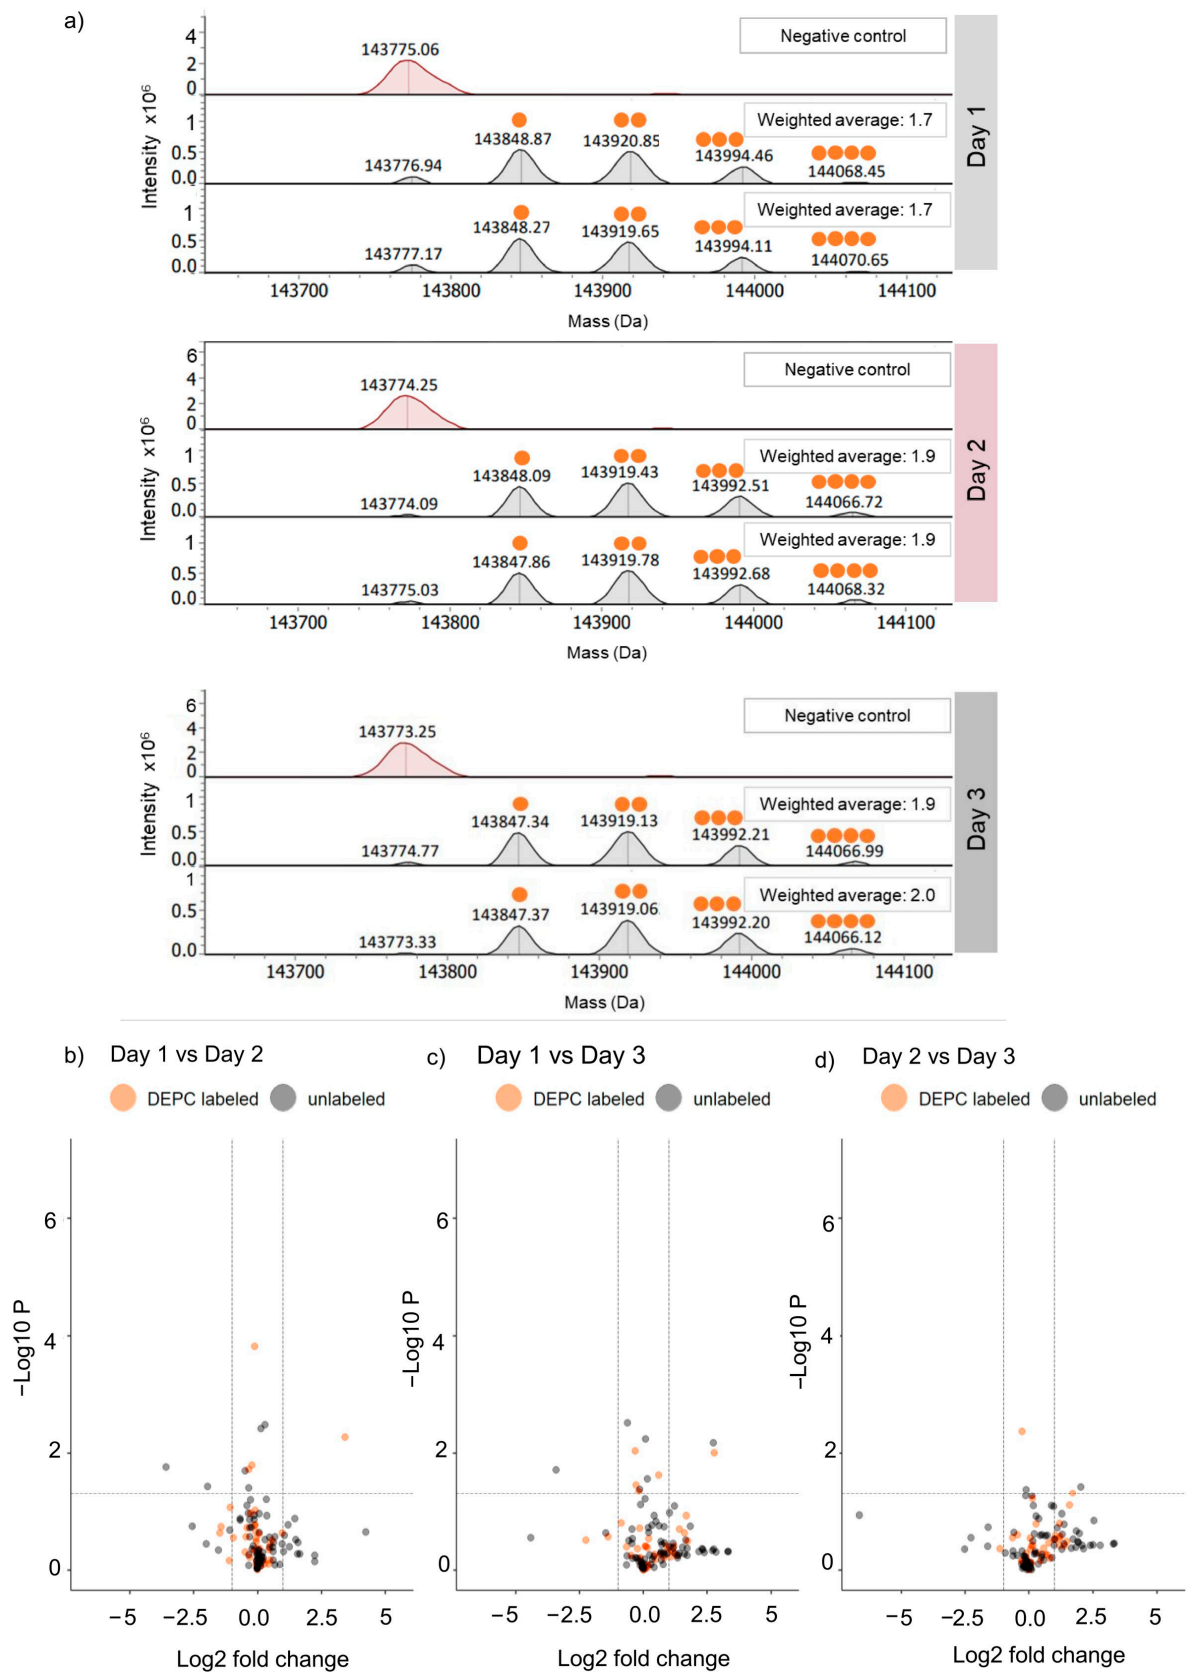 a)
Negative control
143775.06
4
2
0
Weighted average: 1.7
143776.94
143848.87
143920.85
143994.46
144068.45
1
0.5
0.0
Weighted average: 1.7
143777.17
143848.27
143919.65
143994.11
144070.65
1
0.5
0.0
Intensity x10⁶
Day 1
143700 143800 143900 144000 144100
Mass (Da)
Negative control
143774.25
6
4
2
0
Weighted average: 1.9
143774.09
143848.09
143919.43
143992.51
144066.72
1
0.5
0.0
Weighted average: 1.9
143775.03
143847.86
143919.78
143992.68
144068.32
1
0.5
0.0
Intensity x10⁶
Day 2
143700 143800 143900 144000 144100
Mass (Da)
Negative control
143773.25
6
4
2
0
Weighted average: 1.9
143774.77
143847.34
143919.13
143992.21
144066.99
1
0.5
0.0
Weighted average: 2.0
143773.33
143847.37
143919.06
143992.20
144066.12
1
0.5
0.0
Intensity x10⁶
Day 3
143700 143800 143900 144000 144100
Mass (Da)
b) Day 1 vs Day 2
DEPC labeled unlabeled
6
4
2
0
−Log10 P
−5 −2.5 0.0 2.5 5
Log2 fold change
c) Day 1 vs Day 3
DEPC labeled unlabeled
6
4
2
0
−Log10 P
−5 −2.5 0.0 2.5 5
Log2 fold change
d) Day 2 vs Day 3
DEPC labeled unlabeled
6
4
2
0
−Log10 P
−5 −2.5 0.0 2.5 5
Log2 fold change